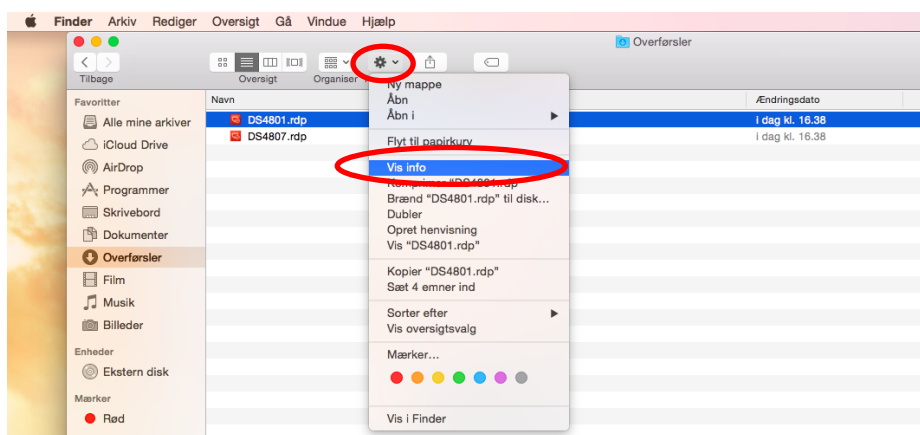 Finder Arkiv Rediger Oversigt Gå Vindue Hjælp
Overførsler
Tilbage Oversigt Organiser
Favoritter
Alle mine arkiver
iCloud Drive
AirDrop
Programmer
Skrivebord
Dokumenter
Overførsler
Film
Musik
Billeder
Enheder
Ekstern disk
Mærker
Rød
Navn Ændringsdato
DS4801.rdp i dag kl. 16.38
DS4807.rdp i dag kl. 16.38
Ny mappe
Åbn
Åbn i
Flyt til papirkurv
Vis info
Komprimer "DS4801.rdp"
Brænd "DS4801.rdp" til disk...
Dubler
Opret henvisning
Vis "DS4801.rdp"
Kopier "DS4801.rdp"
Sæt 4 emner ind
Sorter efter
Vis oversigtsvalg
Mærker...
Vis i Finder